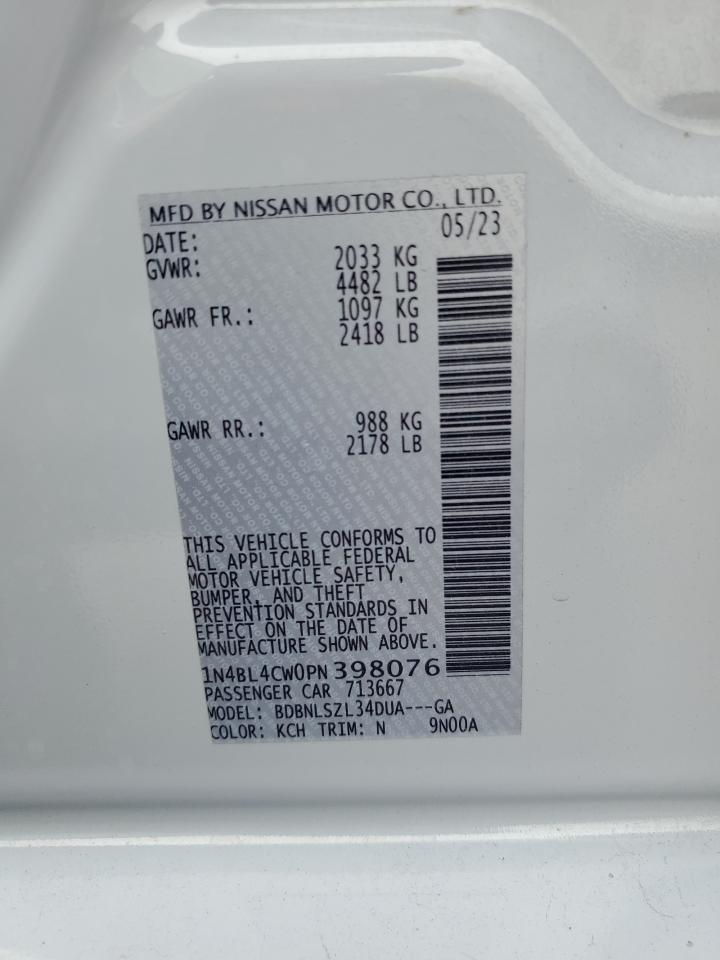 MFD BY NISSAN MOTOR CO., LTD.
DATE: 05/23
GVWR: 2033 KG
4482 LB
GAWR FR.: 1097 KG
2418 LB
GAWR RR.: 988 KG
2178 LB
THIS VEHICLE CONFORMS TO
ALL APPLICABLE FEDERAL
MOTOR VEHICLE SAFETY,
BUMPER, AND THEFT
PREVENTION STANDARDS IN
EFFECT ON THE DATE OF
MANUFACTURE SHOWN ABOVE.
1N4BL4CW0PN398076
PASSENGER CAR 713667
MODEL: BDBNLSZL34DUA---GA
COLOR: KCH TRIM: N 9N00A